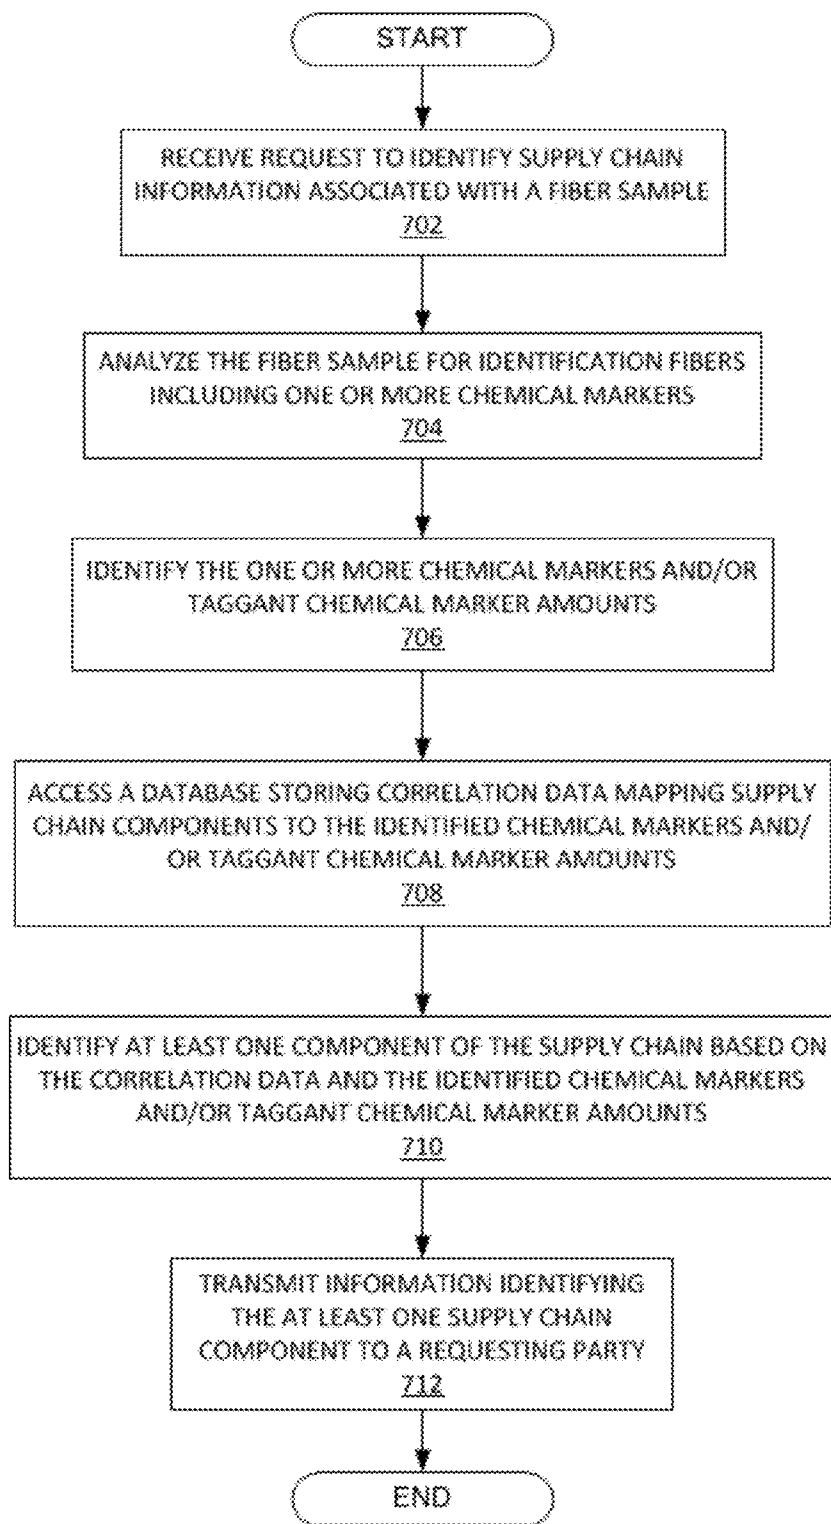 START
RECEIVE REQUEST TO IDENTIFY SUPPLY CHAIN
INFORMATION ASSOCIATED WITH A FIBER SAMPLE
702
ANALYZE THE FIBER SAMPLE FOR IDENTIFICATION FIBERS
INCLUDING ONE OR MORE CHEMICAL MARKERS
704
IDENTIFY THE ONE OR MORE CHEMICAL MARKERS AND/OR
TAGGANT CHEMICAL MARKER AMOUNTS
706
ACCESS A DATABASE STORING CORRELATION DATA MAPPING SUPPLY
CHAIN COMPONENTS TO THE IDENTIFIED CHEMICAL MARKERS AND/
OR TAGGANT CHEMICAL MARKER AMOUNTS
708
IDENTIFY AT LEAST ONE COMPONENT OF THE SUPPLY CHAIN BASED ON
THE CORRELATION DATA AND THE IDENTIFIED CHEMICAL MARKERS
AND/OR TAGGANT CHEMICAL MARKER AMOUNTS
710
TRANSMIT INFORMATION IDENTIFYING
THE AT LEAST ONE SUPPLY CHAIN
COMPONENT TO A REQUESTING PARTY
712
END